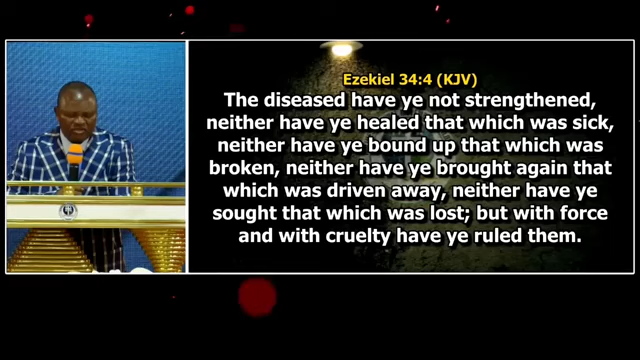 Ezekiel 34:4 (KJV)
The diseased have ye not strengthened,
neither have ye healed that which was sick,
neither have ye bound up that which was
broken, neither have ye brought again that
which was driven away, neither have ye
sought that which was lost; but with force
and with cruelty have ye ruled them.